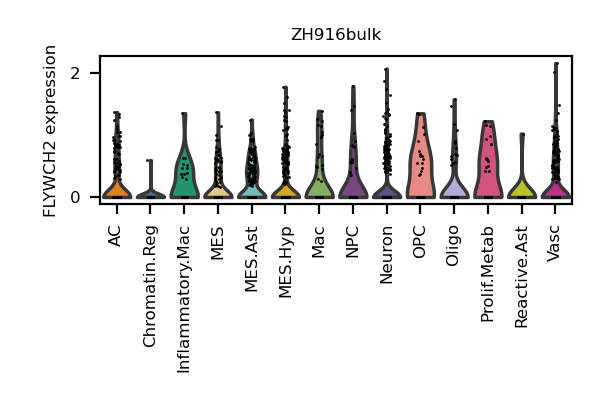 ZH916bulk
FLYWCH2 expression
2
0
AC
Chromatin.Reg
Inflammatory.Mac
MES
MES.Ast
MES.Hyp
Mac
NPC
Neuron
OPC
Oligo
Prolif.Metab
Reactive.Ast
Vasc